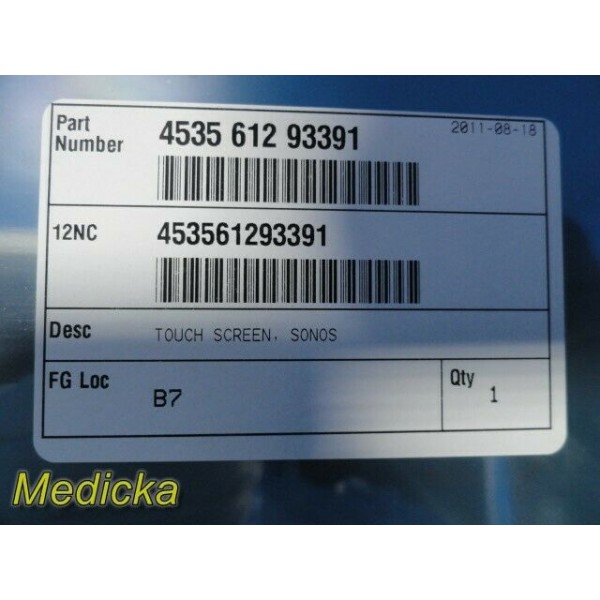 Part Number 4535 612 93391 2011-08-18
12NC 453561293391
Desc TOUCH SCREEN, SONOS
FG Loc B7 Qty 1
Medicka